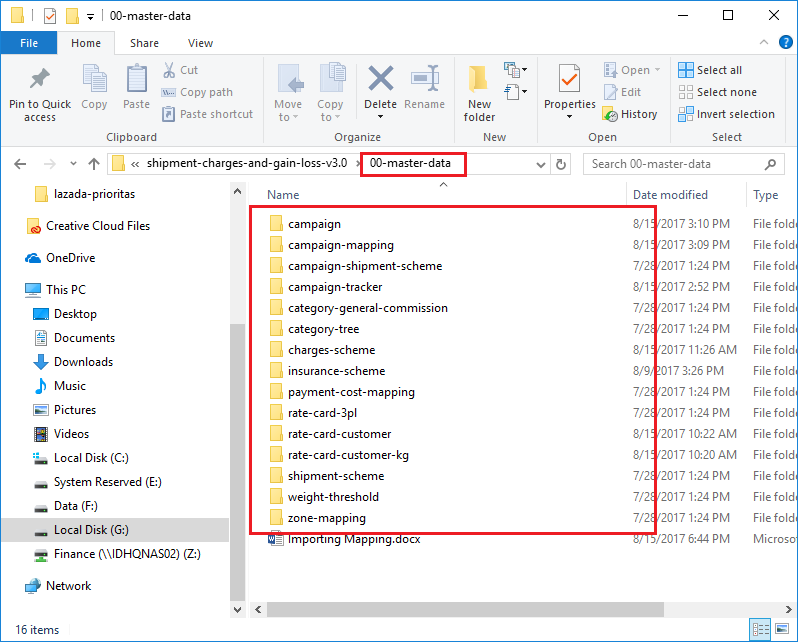 00-master-data
File Home Share View
Pin to Quick access
Copy
Paste
Cut
Copy path
Paste shortcut
Clipboard
Move to
Copy to
Delete
Rename
Organize
New folder
New
Properties
Open
Edit
History
Open
Select all
Select none
Invert selection
Select
« shipment-charges-and-gain-loss-v3.0 › 00-master-data
Search 00-master-data
lazada-prioritas
Creative Cloud Files
OneDrive
This PC
Desktop
Documents
Downloads
Music
Pictures
Videos
Local Disk (C:)
System Reserved (E:)
Data (F:)
Local Disk (G:)
Finance (\\IDHQNAS02) (Z:)
Network
Name Date modified Type
campaign 8/15/2017 3:10 PM File folde
campaign-mapping 8/15/2017 3:09 PM File folde
campaign-shipment-scheme 7/28/2017 1:24 PM File folde
campaign-tracker 8/15/2017 2:52 PM File folde
category-general-commission 7/28/2017 1:24 PM File folde
category-tree 7/28/2017 1:24 PM File folde
charges-scheme 8/15/2017 11:26 AM File folde
insurance-scheme 8/9/2017 3:26 PM File folde
payment-cost-mapping 7/28/2017 1:24 PM File folde
rate-card-3pl 7/28/2017 1:24 PM File folde
rate-card-customer 8/15/2017 10:22 AM File folde
rate-card-customer-kg 8/15/2017 10:20 AM File folde
shipment-scheme 7/28/2017 1:24 PM File folde
weight-threshold 7/28/2017 1:24 PM File folde
zone-mapping 7/28/2017 1:24 PM File folde
Importing Mapping.docx 8/15/2017 6:44 PM Microso
16 items